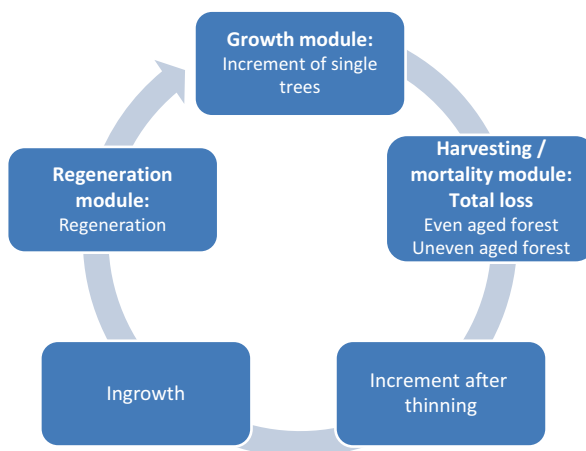 Growth module:
Increment of single
trees
Harvesting /
mortality module:
Total loss
Even aged forest
Uneven aged forest
Increment after
thinning
Ingrowth
Regeneration
module:
Regeneration